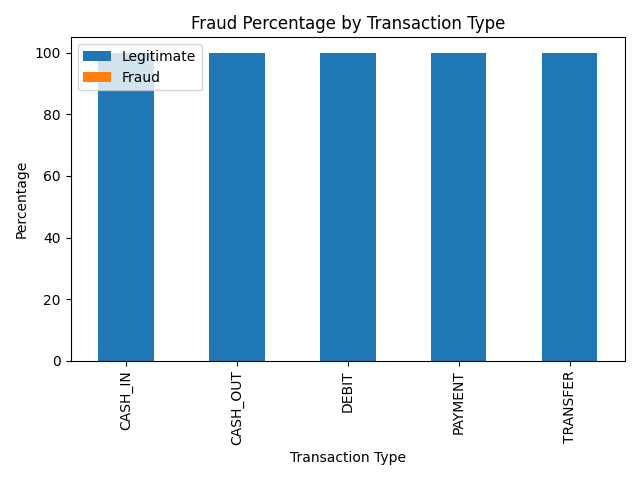 Fraud Percentage by Transaction Type
Legitimate
Fraud
100
80
60
40
20
0
Percentage
CASH_IN
CASH_OUT
DEBIT
PAYMENT
TRANSFER
Transaction Type